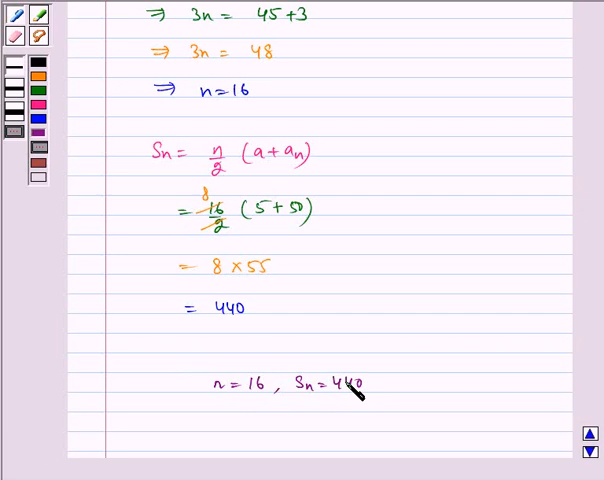 ⇒ 3n = 45+3
⇒ 3n = 48
⇒ n=16
Sn = n/2 (a + an)
8
= 16/2 (5 + 50)
= 8 × 55
= 440
n = 16 , Sn = 440